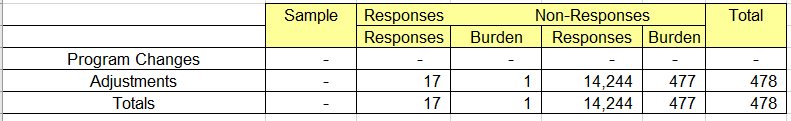 Sample Responses Non-Responses Total
Responses Burden Responses Burden
Program Changes - - - - - -
Adjustments - 17 1 14,244 477 478
Totals - 17 1 14,244 477 478